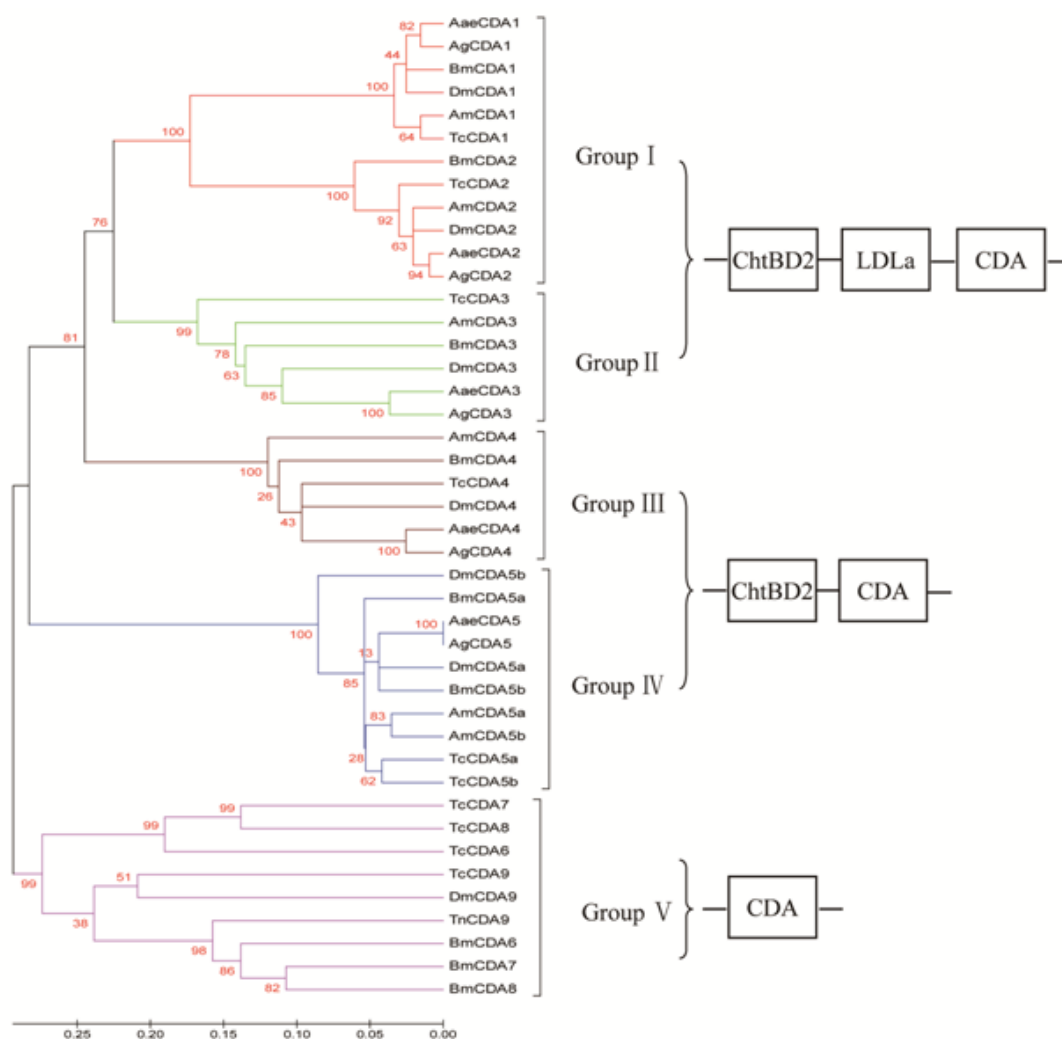 AaeCDA1
82
AgCDA1
44
BmCDA1
DmCDA1
100
AmCDA1
TcCDA1
64
100
BmCDA2
100
TcCDA2
92
AmCDA2
DmCDA2
63
AaeCDA2
94
AgCDA2
76
TcCDA3
99
AmCDA3
78
BmCDA3
63
DmCDA3
85
AaeCDA3
100
AgCDA3
81
AmCDA4
100
BmCDA4
26
TcCDA4
43
DmCDA4
AaeCDA4
100
AgCDA4
DmCDA5b
100
BmCDA5a
AaeCDA5
100
AgCDA5
13
DmCDA5a
85
BmCDA5b
AmCDA5a
83
AmCDA5b
28
TcCDA5a
62
TcCDA5b
TcCDA7
99
TcCDA8
99
TcCDA6
99
TcCDA9
51
DmCDA9
38
TnCDA9
98
BmCDA6
86
BmCDA7
82
BmCDA8
Group Ⅰ
Group Ⅱ
ChtBD2 LDLa CDA
Group Ⅲ
Group Ⅳ
ChtBD2 CDA
Group Ⅴ
CDA
0.25 0.20 0.15 0.10 0.05 0.00